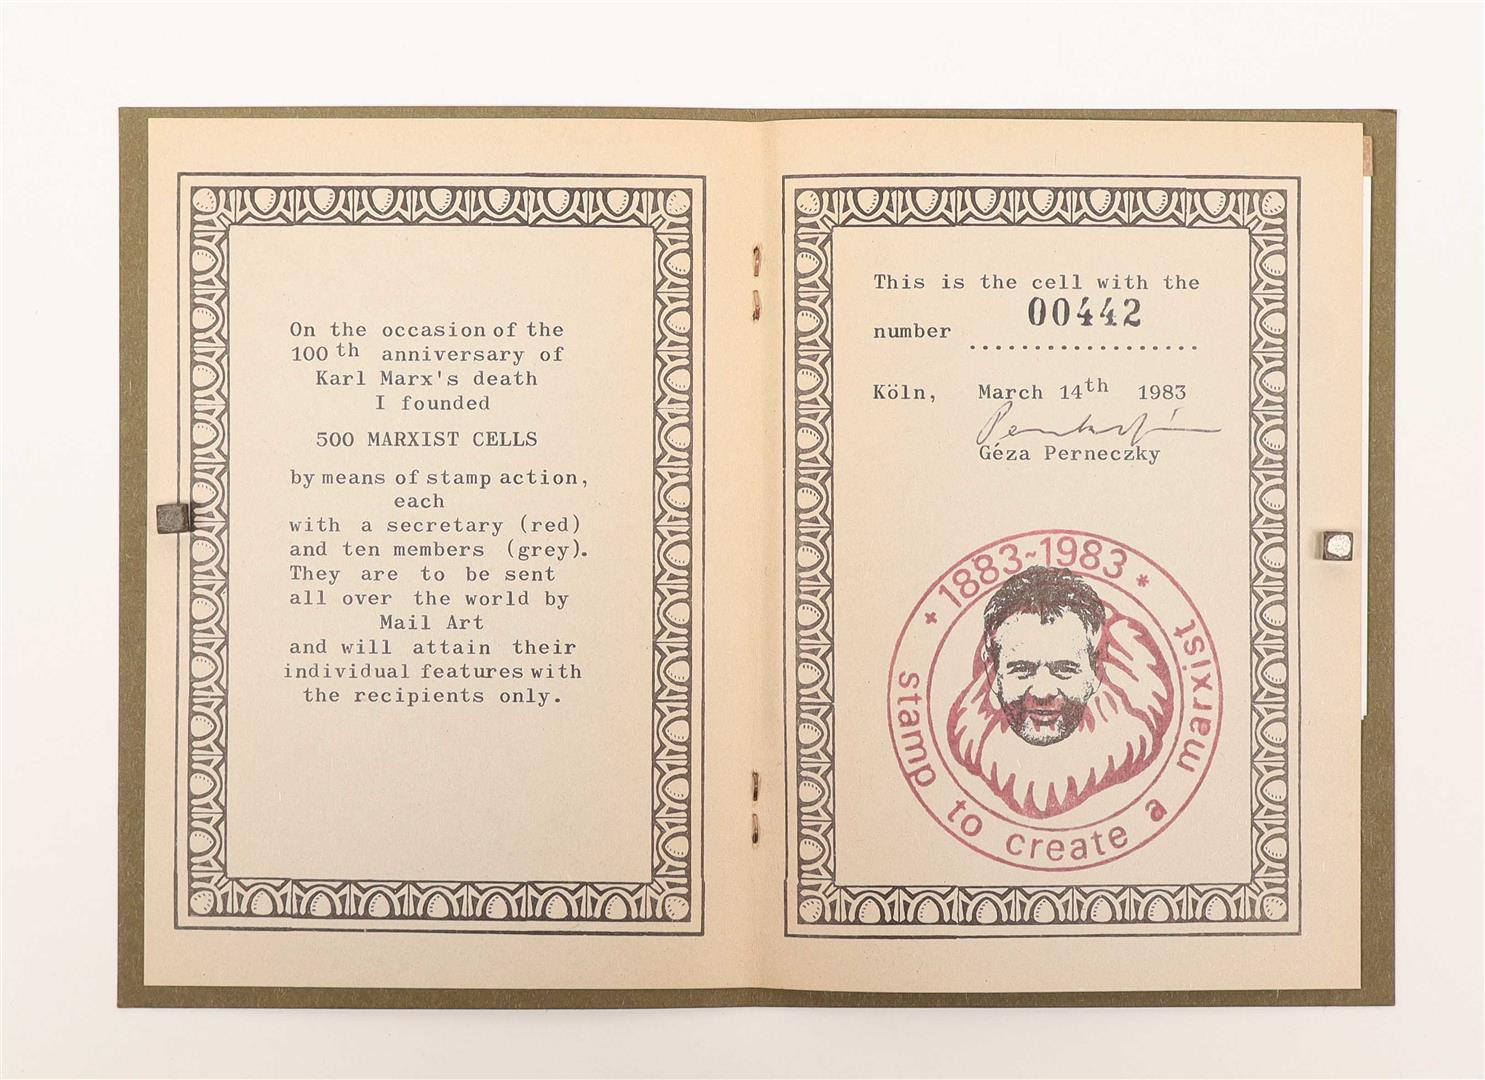 On the occasion of the
100th anniversary of
Karl Marx's death
I founded
500 MARXIST CELLS
by means of stamp action,
each
with a secretary (red)
and ten members (grey).
They are to be sent
all over the world by
Mail Art
and will attain their
individual features with
the recipients only.
This is the cell with the
00442
number ..................
Köln, March 14th 1983
Géza Perneczky
* 1883~1983 *
stamp to create a marxist